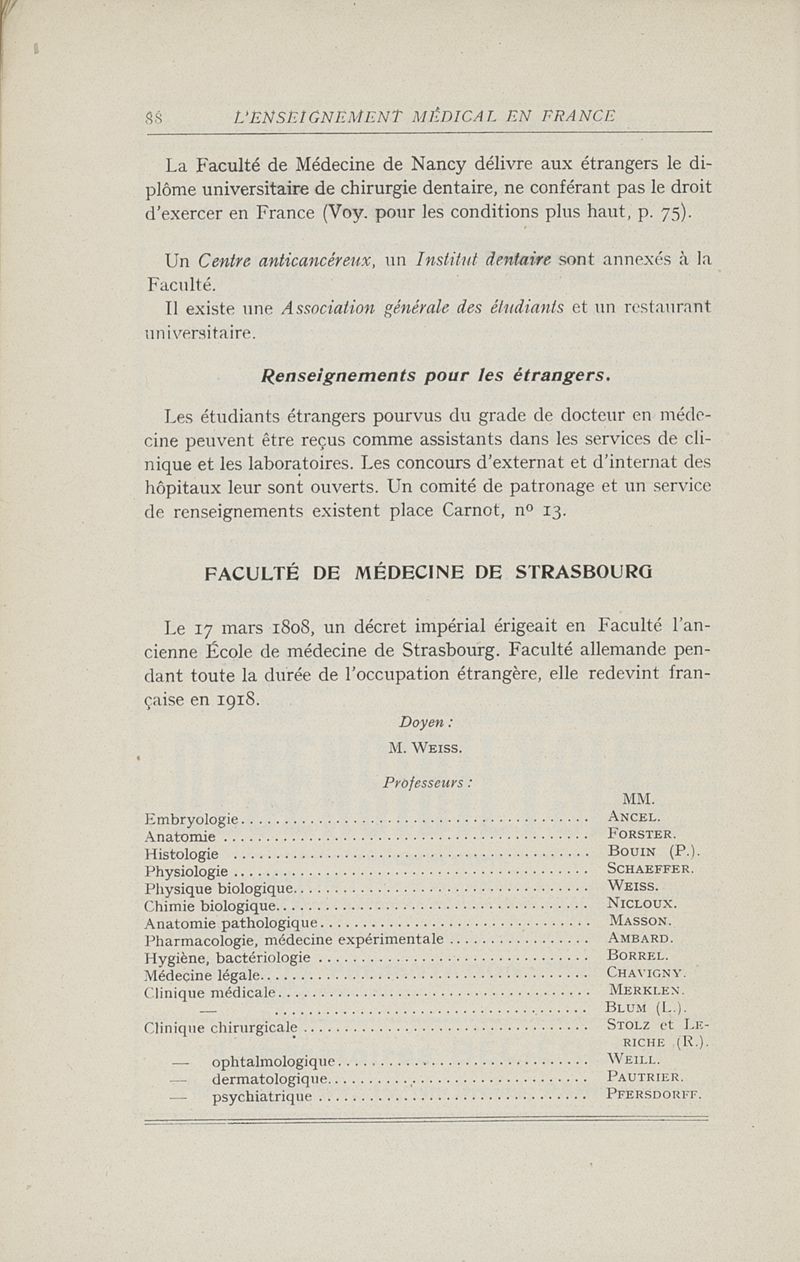 88 L'ENSEIGNEMENT MÉDICAL EN FRANCE
La Faculté de Médecine de Nancy délivre aux étrangers le di-
plôme universitaire de chirurgie dentaire, ne conférant pas le droit
d'exercer en France (Voy. pour les conditions plus haut, p. 75).
Un Centre anticancéreux, un Institut dentaire sont annexés à la
Faculté.
Il existe une Association générale des étudiants et un restaurant
universitaire.
Renseignements pour les étrangers.
Les étudiants étrangers pourvus du grade de docteur en méde-
cine peuvent être reçus comme assistants dans les services de cli-
nique et les laboratoires. Les concours d'externat et d'internat des
hôpitaux leur sont ouverts. Un comité de patronage et un service
de renseignements existent place Carnot, nº 13.
FACULTÉ DE MÉDECINE DE STRASBOURG
Le 17 mars 1808, un décret impérial érigeait en Faculté l'an-
cienne École de médecine de Strasbourg. Faculté allemande pen-
dant toute la durée de l'occupation étrangère, elle redevint fran-
çaise en 1918.
Doyen :
M. WEISS.
Professeurs :
MM.
Embryologie........................................ ANCEL.
Anatomie .......................................... FORSTER.
Histologie ......................................... BOUIN (P.).
Physiologie ......................................... SCHAEFFER.
Physique biologique.................................. WEISS.
Chimie biologique.................................... NICLOUX.
Anatomie pathologique................................ MASSON.
Pharmacologie, médecine expérimentale ................. AMBARD.
Hygiène, bactériologie ............................... BORREL.
Médecine légale...................................... CHAVIGNY.
Clinique médicale..................................... MERKLEN.
— .................................... BLUM (L.).
Clinique chirurgicale ................................. STOLZ et LE-
RICHE (R.).
— ophtalmologique............................. WEILL.
— dermatologique.............................. PAUTRIER.
— psychiatrique ............................... PFERSDORFF.